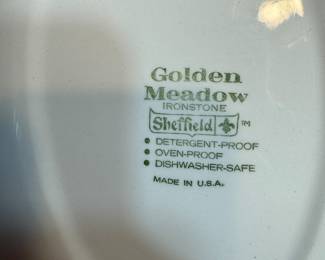 Golden
Meadow
IRONSTONE
Sheffield ⚜ ™
• DETERGENT-PROOF
• OVEN-PROOF
• DISHWASHER-SAFE
MADE IN U.S.A.